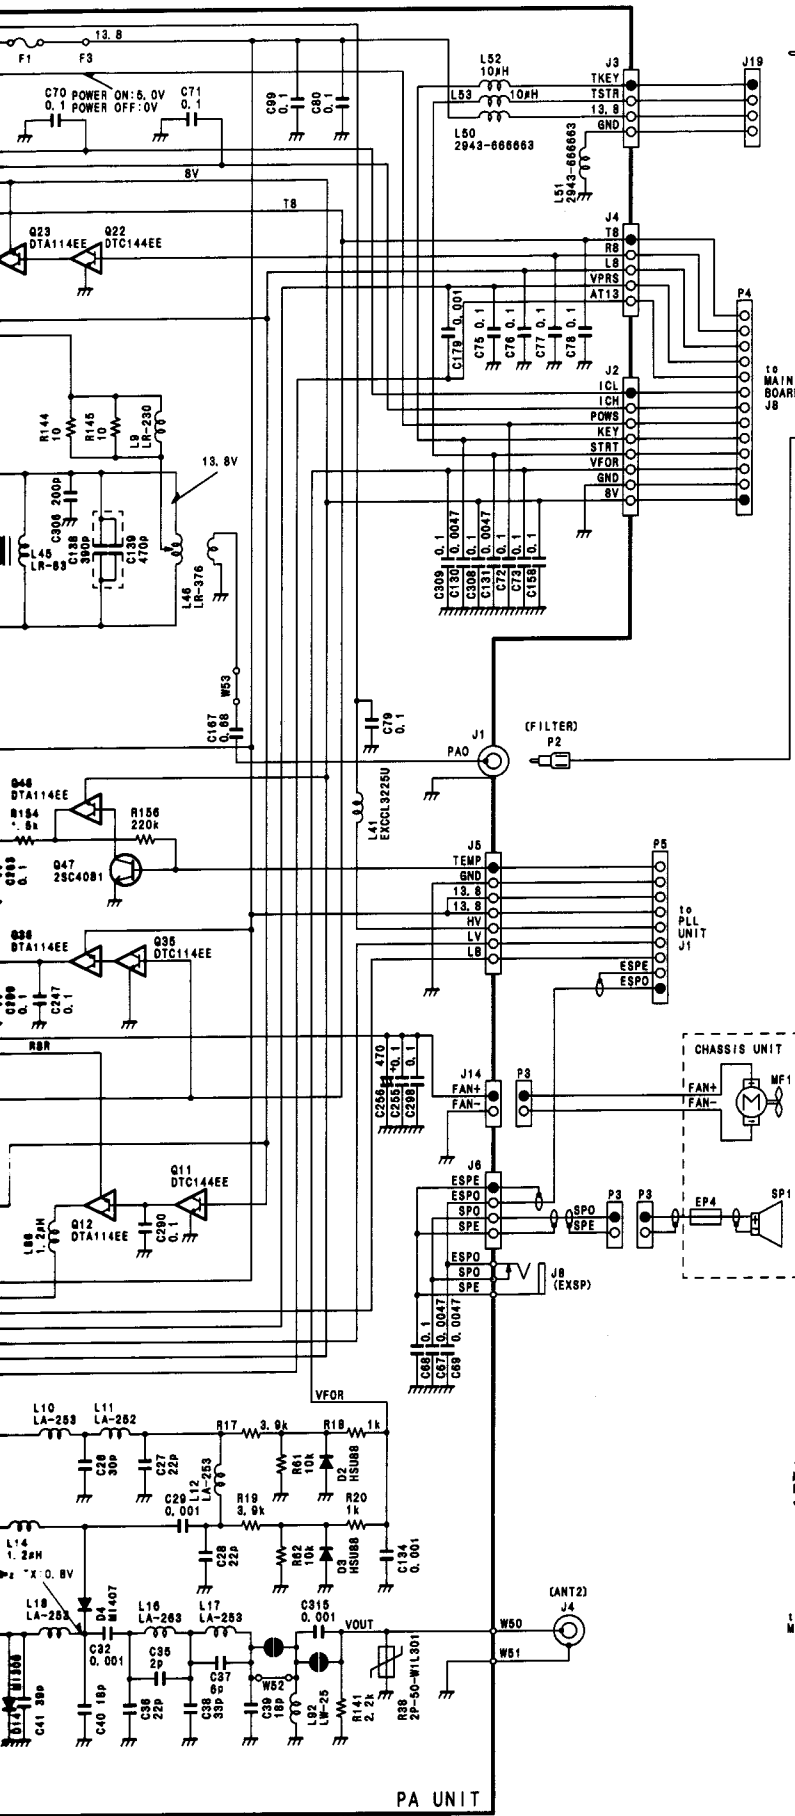 13.8
F1
F3
C70
0.1
POWER ON:5.0V
POWER OFF:0V
C71
0.1
C99
0.1
C80
0.1
L52
10µH
L53
10µH
L50
2943-666663
L51
2943-666663
J3
TKEY
TSTR
13.8
GND
J19
8V
T8
Q23
DTA114EE
Q22
DTC144EE
J4
T8
R8
L8
VPRS
AT13
C179
0.001
C75 0.1
C76 0.1
C77 0.1
C78 0.1
P4
to
MAIN
BOARD
J8
J2
ICL
ICH
POWS
KEY
STRT
VFOR
GND
8V
R144
10
R145
10
L9
LR-230
13.8V
C306 200P
L45
LR-63
C138
390P
C139
470P
L46
LR-376
C309 0.1
C130 0.0047
C308 0.1
C131 0.0047
C72 0.1
C73 0.1
C158 0.1
W53
C167
0.68
C79
0.1
J1
PAO
(FILTER)
P2
L41
EXCCL3225U
Q46
DTA114EE
R154
R156
220k
Q47
2SC4081
0.1
J5
TEMP
GND
13.8
13.8
HV
LV
L8
P5
to
PLL
UNIT
J1
ESPE
ESPO
Q36
DTA114EE
Q35
DTC114EE
0.1
C247
0.1
R8R
C256 470
C255 0.1
C298 0.1
J14
FAN+
FAN-
P3
CHASSIS UNIT
FAN+
FAN-
MF1
M
Q11
DTC144EE
Q12
DTA114EE
C290
0.1
1.2µH
J6
ESPE
ESPO
SPO
SPE
SPO
SPE
P3
P3
EP4
SP1
ESPO
SPO
SPE
J8
(EXSP)
C68 0.1
C67 0.0047
C69 0.0047
VFOR
L10
LA-253
L11
LA-252
R17
3.9k
R18
1k
C26
30P
C27
22P
L12
LA-253
R61
10k
D2
HSU88
C29
0.001
R19
3.9k
R20
1k
L14
1.2µH
C28
22P
R62
10k
D3
HSU88
C134
0.001
TX:0.8V
D4
MI407
L18
LA-253
L16
LA-263
L17
LA-253
C315
0.001
VOUT
(ANT2)
J4
W50
W51
C32
0.001
C35
2P
C37
6P
W52
D14
MI308
C41 39P
C40 18P
C36
22P
C38
33P
C39
18P
L92
LW-25
R141
2.2k
R38
2P-50-W1L301
PA UNIT